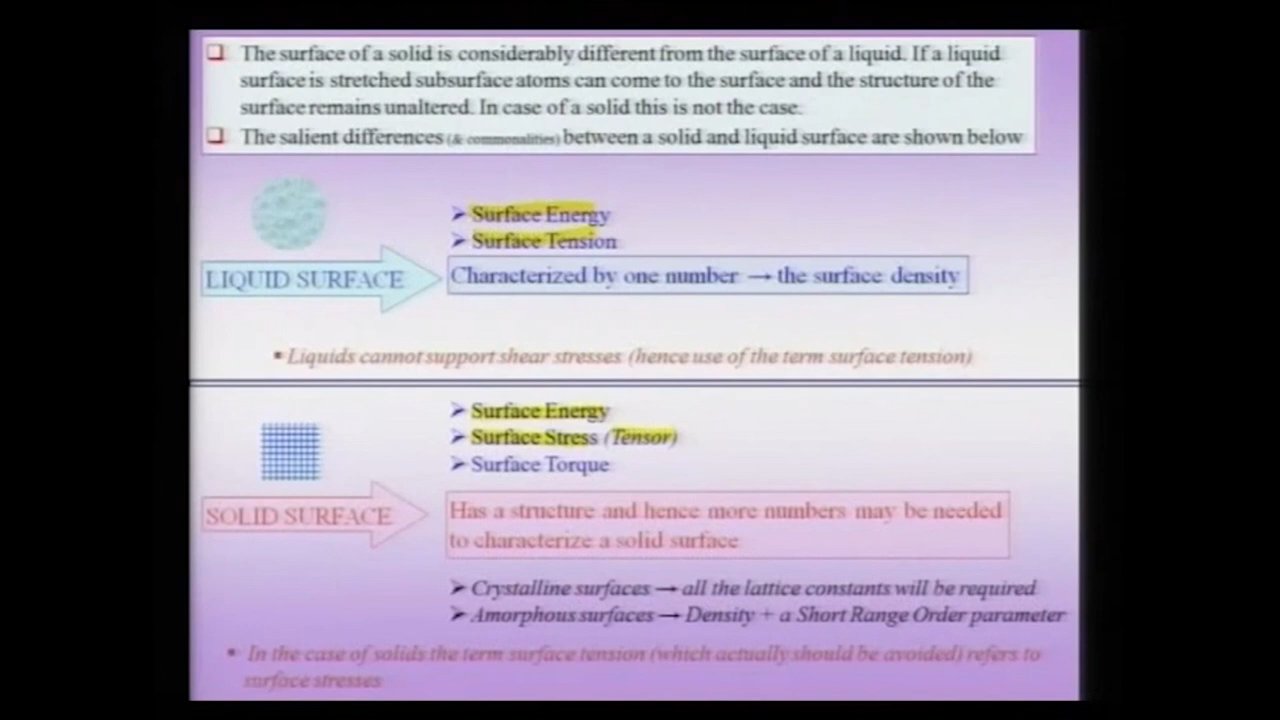 ❑ The surface of a solid is considerably different from the surface of a liquid. If a liquid
surface is stretched subsurface atoms can come to the surface and the structure of the
surface remains unaltered. In case of a solid this is not the case.
❑ The salient differences (& commonalities) between a solid and liquid surface are shown below
➢ Surface Energy
➢ Surface Tension
LIQUID SURFACE
Characterized by one number → the surface density
▪ Liquids cannot support shear stresses (hence use of the term surface tension)
➢ Surface Energy
➢ Surface Stress (Tensor)
➢ Surface Torque
SOLID SURFACE
Has a structure and hence more numbers may be needed
to characterize a solid surface
➢ Crystalline surfaces → all the lattice constants will be required
➢ Amorphous surfaces → Density + a Short Range Order parameter
▪ In the case of solids the term surface tension (which actually should be avoided) refers to
surface stresses